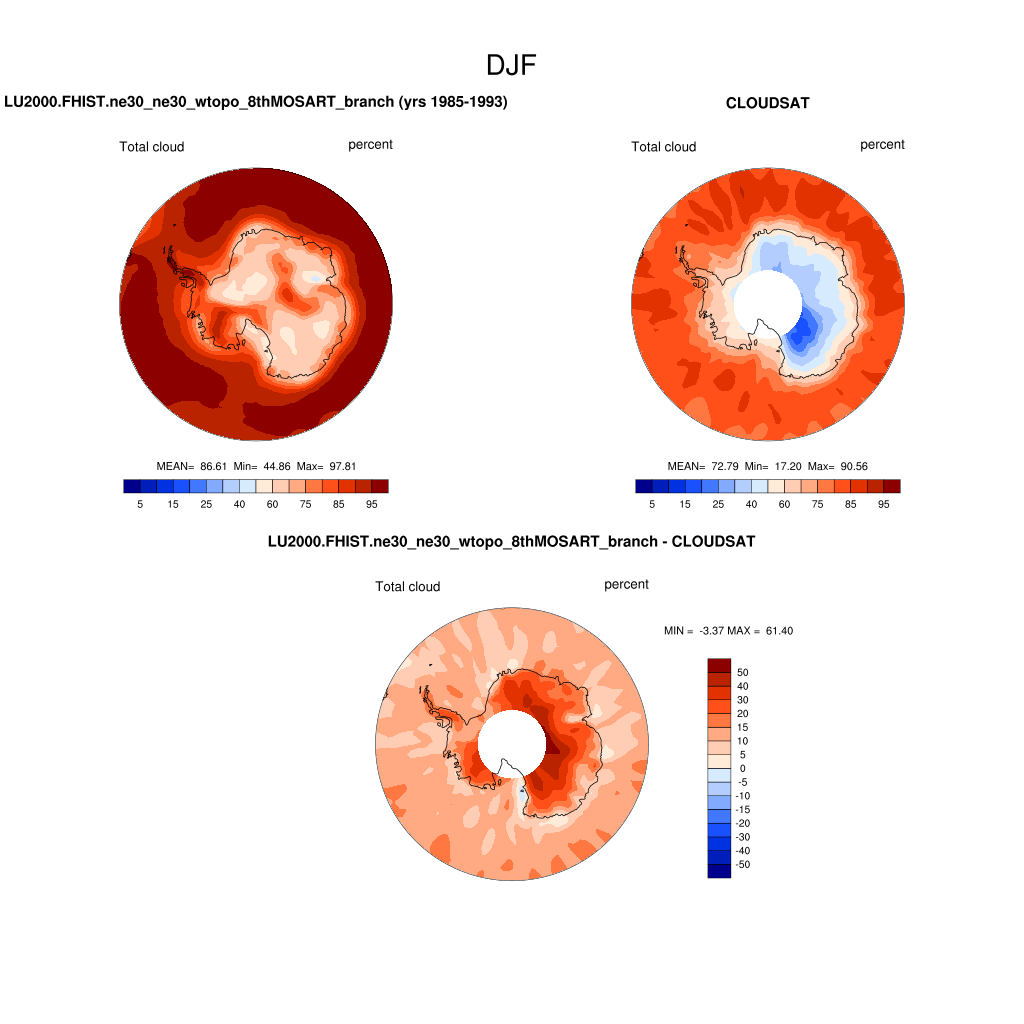 DJF
LU2000.FHIST.ne30_ne30_wtopo_8thMOSART_branch (yrs 1985-1993)
CLOUDSAT
Total cloud percent
Total cloud percent
MEAN= 86.61 Min= 44.86 Max= 97.81
MEAN= 72.79 Min= 17.20 Max= 90.56
5 15 25 40 60 75 85 95
5 15 25 40 60 75 85 95
LU2000.FHIST.ne30_ne30_wtopo_8thMOSART_branch - CLOUDSAT
Total cloud percent
MIN = -3.37 MAX = 61.40
50
40
30
20
15
10
5
0
-5
-10
-15
-20
-30
-40
-50